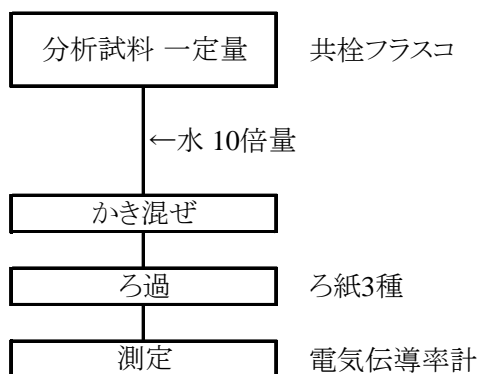 分析試料 一定量 共栓フラスコ
←水 10倍量
かき混ぜ
ろ過 ろ紙3種
測定 電気伝導率計